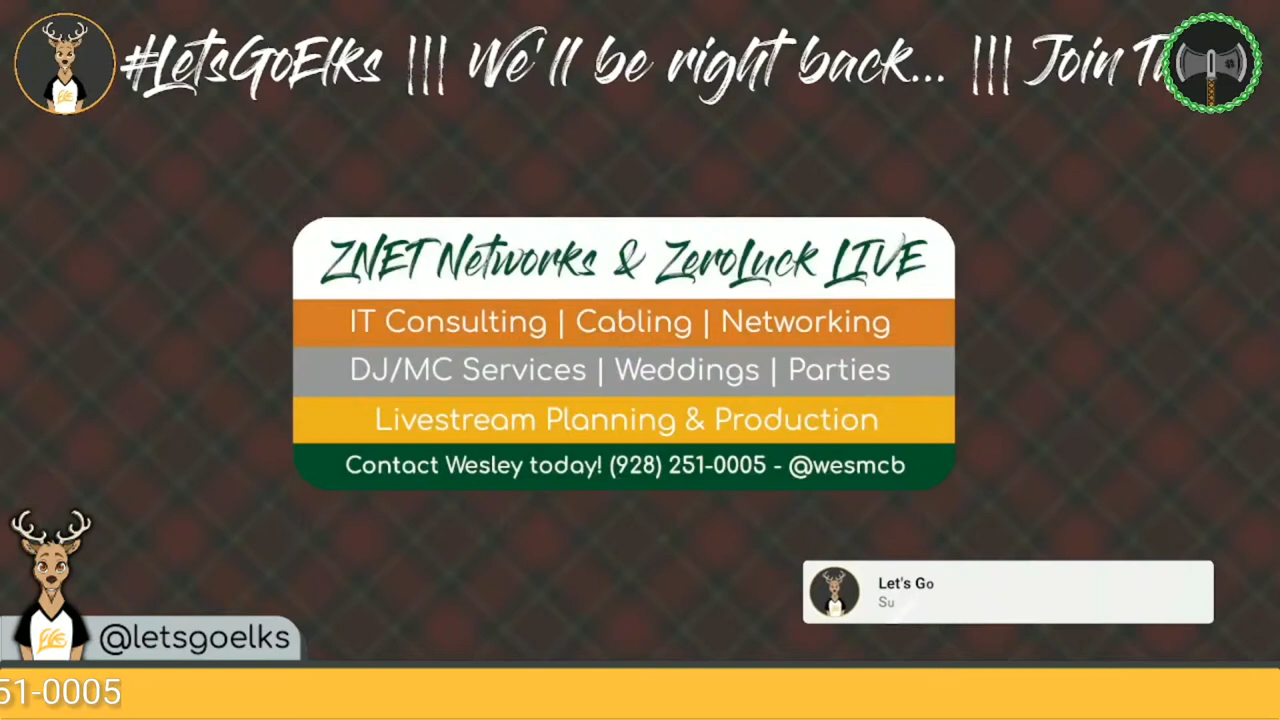 #LetsGoElks ||| We'll be right back... ||| Join
ZNET Networks & ZeroLuck LIVE
IT Consulting | Cabling | Networking
DJ/MC Services | Weddings | Parties
Livestream Planning & Production
Contact Wesley today! (928) 251-0005 - @wesmcb
Let's Go
Su
@letsgoelks
51-0005